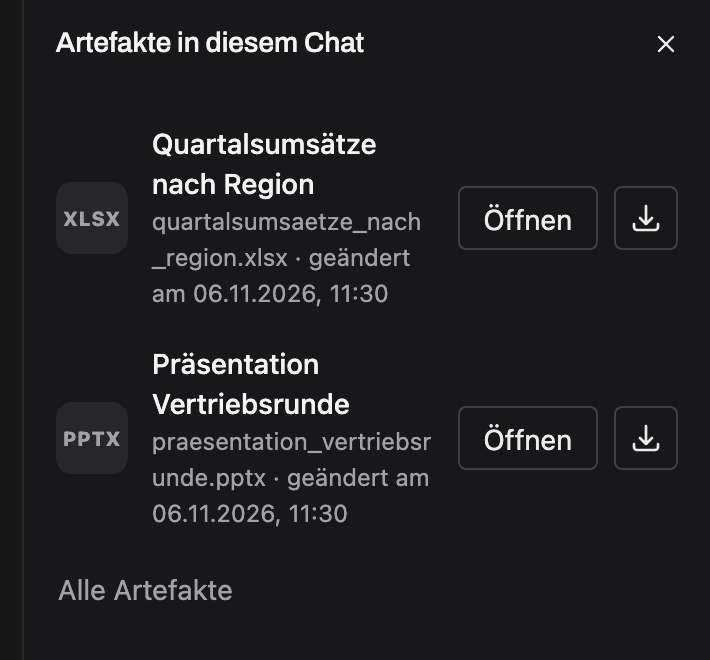 Artefakte in diesem Chat
XLSX
Quartalsumsätze
nach Region
quartalsumsaetze_nach
_region.xlsx · geändert
am 06.11.2026, 11:30
Öffnen
PPTX
Präsentation
Vertriebsrunde
praesentation_vertriebsr
unde.pptx · geändert am
06.11.2026, 11:30
Öffnen
Alle Artefakte